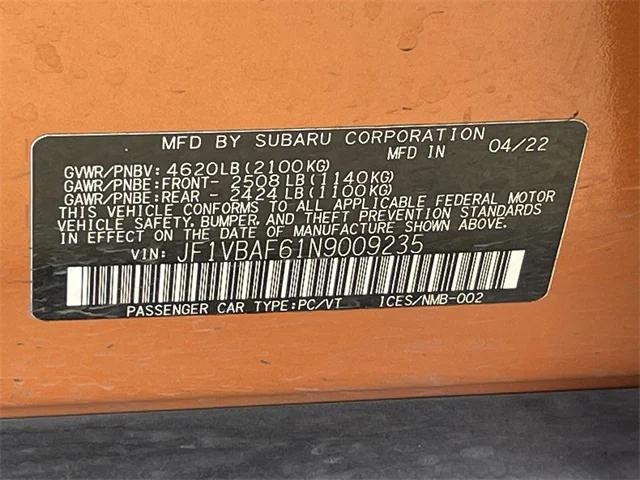 MFD BY SUBARU CORPORATION
MFD IN 04/22
GVWR/PNBV: 4620LB(2100KG)
GAWR/PNBE:FRONT- 2508LB(1140KG)
GAWR/PNBE:REAR - 2424LB(1100KG)
THIS VEHICLE CONFORMS TO ALL APPLICABLE FEDERAL MOTOR
VEHICLE SAFETY, BUMPER, AND THEFT PREVENTION STANDARDS
IN EFFECT ON THE DATE OF MANUFACTURE SHOWN ABOVE.
VIN: JF1VBAF61N9009235
PASSENGER CAR TYPE:PC/VT ICES/NMB-002